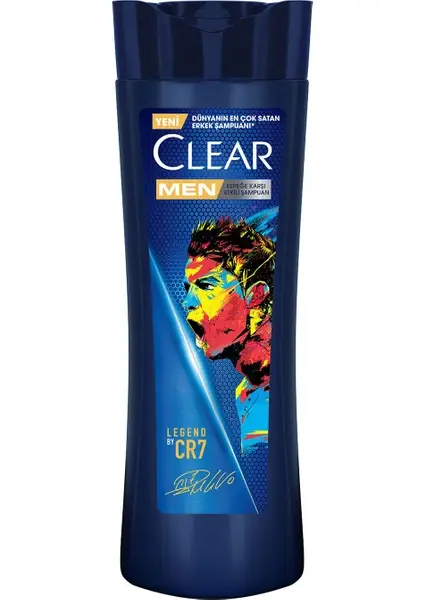 YENİ
DÜNYANIN EN ÇOK SATAN
ERKEK ŞAMPUANI*
CLEAR
MEN
KEPEĞE KARŞI
ETKİLİ ŞAMPUAN
LEGEND
BY CR7